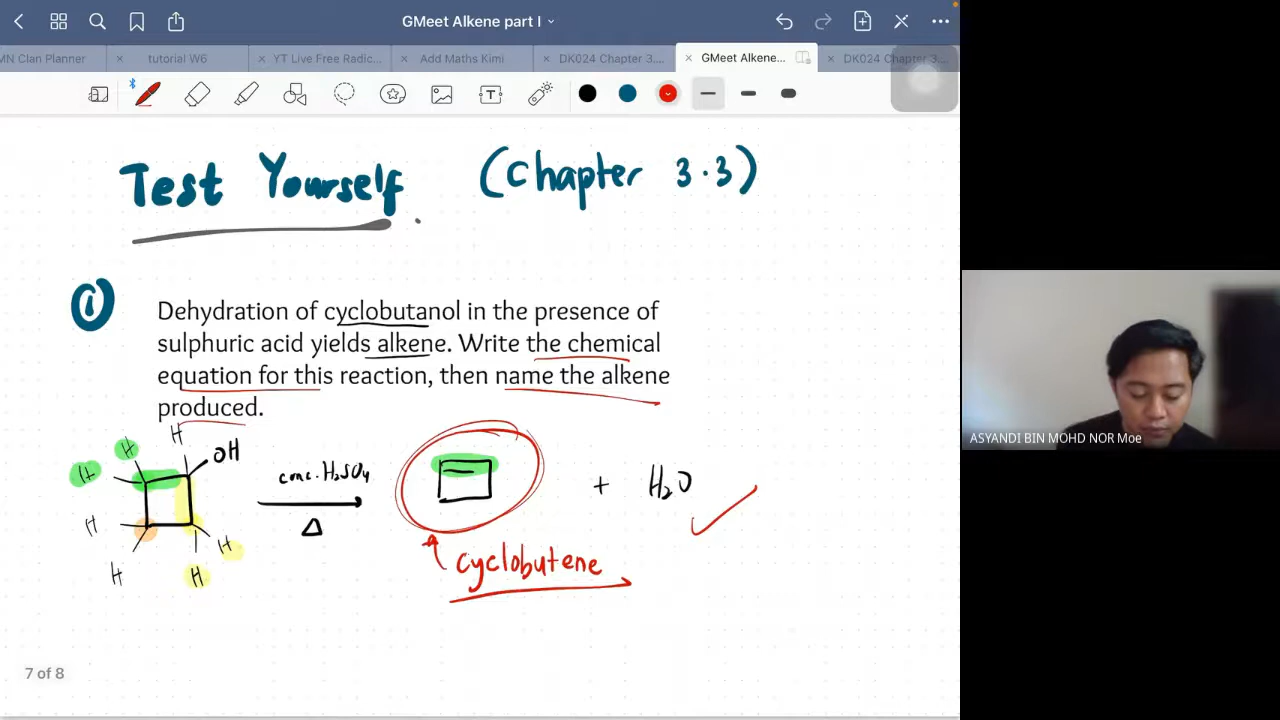 GMeet Alkene part I
MN Clan Planner
tutorial W6
YT Live Free Radic...
Add Maths Kimi
DK024 Chapter 3....
GMeet Alkene...
DK024 Chapter 3.
T
Test Yourself (Chapter 3.3)
1
Dehydration of cyclobutanol in the presence of
sulphuric acid yields alkene. Write the chemical
equation for this reaction, then name the alkene
produced.
H
H
OH
H
conc. H₂SO₄
Δ
+ H₂O
H
H
H
H
cyclobutene
7 of 8
ASYANDI BIN MOHD NOR Moe